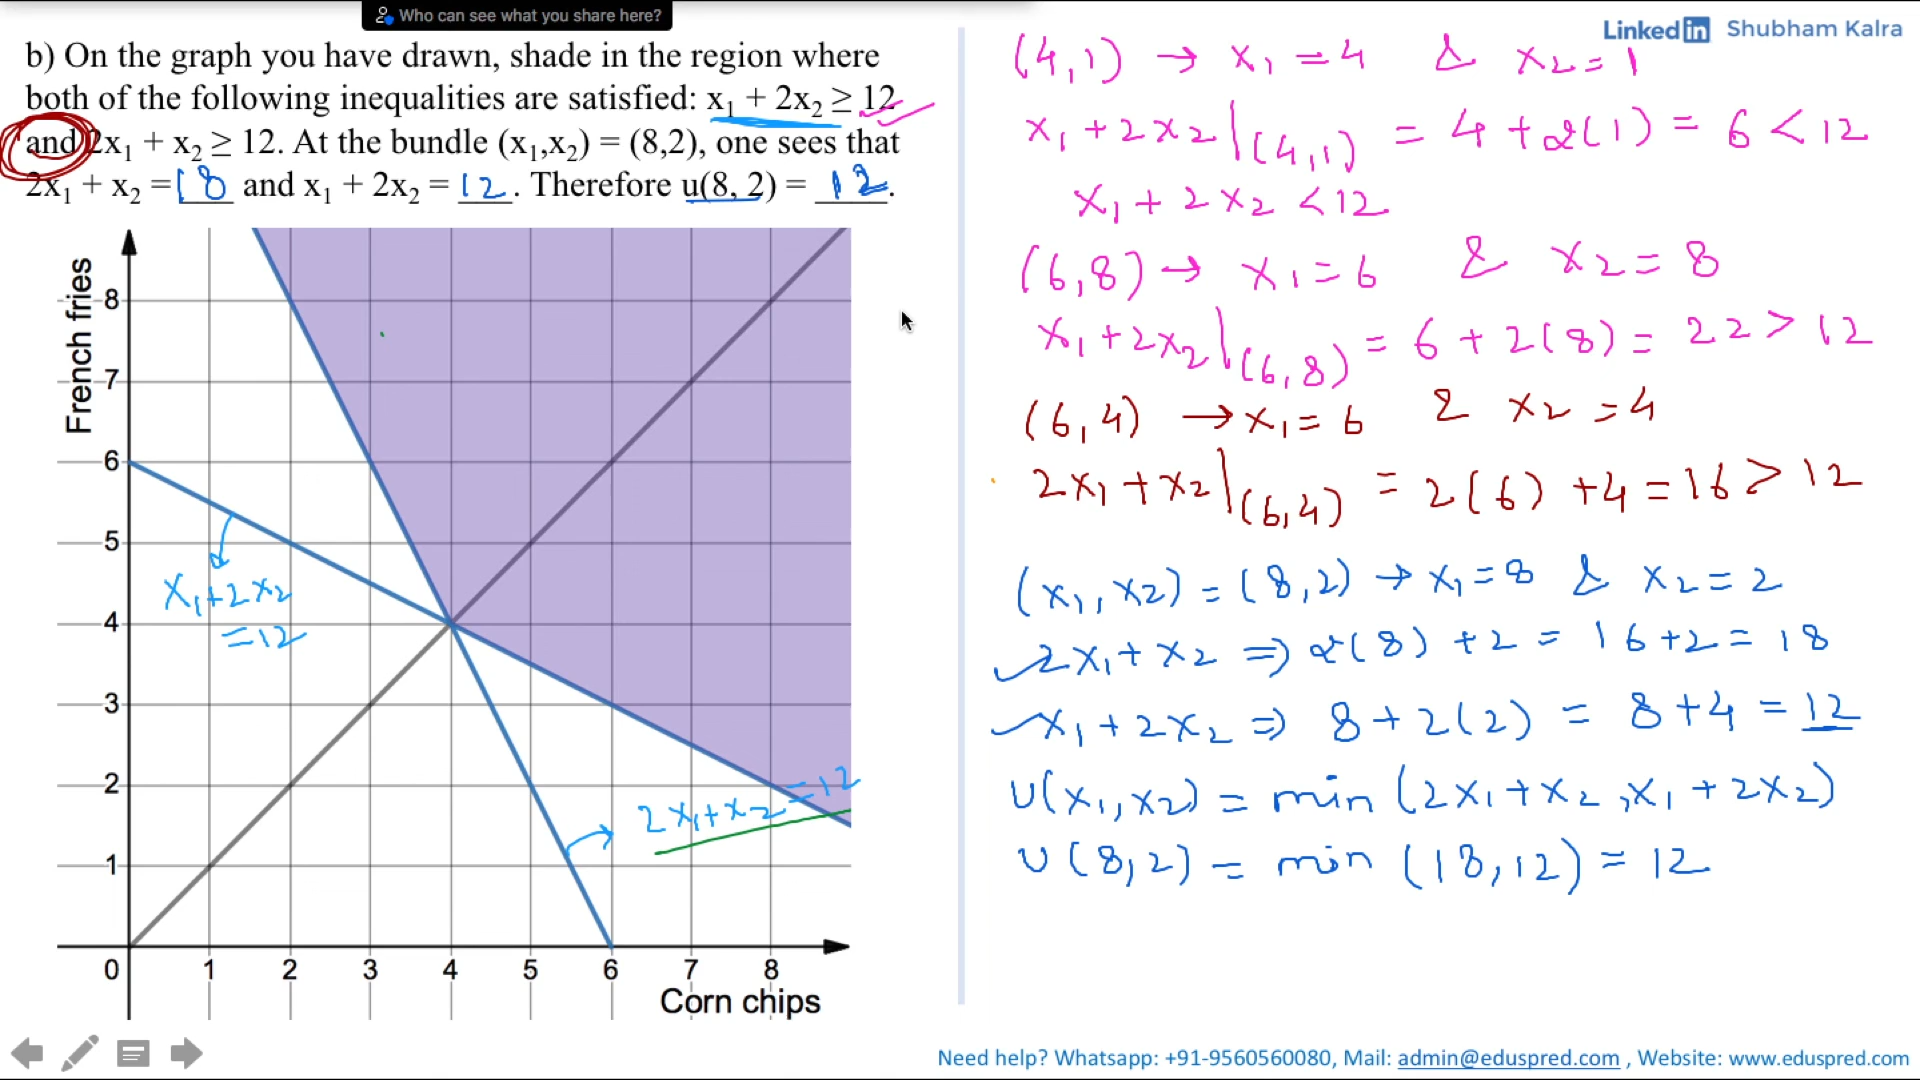 Who can see what you share here?
LinkedIn Shubham Kalra
b) On the graph you have drawn, shade in the region where
both of the following inequalities are satisfied: x₁ + 2x₂ ≥ 12
and 2x₁ + x₂ ≥ 12. At the bundle (x₁,x₂) = (8,2), one sees that
2x₁ + x₂ = 18 and x₁ + 2x₂ = 12. Therefore u(8, 2) = 12.
French fries
8
7
6
5
4
3
2
1
x₁+2x₂
=12
2x₁+x₂=12
0 1 2 3 4 5 6 7 8
Corn chips
(4,1) → x₁ = 4 & x₂ = 1
x₁ + 2x₂|(4,1) = 4 + 2(1) = 6 < 12
x₁ + 2x₂ < 12
(6,8) → x₁ = 6 & x₂ = 8
x₁ + 2x₂|(6,8) = 6 + 2(8) = 22 > 12
(6,4) → x₁ = 6 & x₂ = 4
2x₁ + x₂|(6,4) = 2(6) + 4 = 16 > 12
(x₁, x₂) = (8,2) → x₁ = 8 & x₂ = 2
2x₁ + x₂ ⇒ 2(8) + 2 = 16 + 2 = 18
x₁ + 2x₂ ⇒ 8 + 2(2) = 8 + 4 = 12
U(x₁, x₂) = min (2x₁ + x₂, x₁ + 2x₂)
U(8,2) = min (18,12) = 12
Need help? Whatsapp: +91-9560560080, Mail: admin@eduspred.com , Website: www.eduspred.com